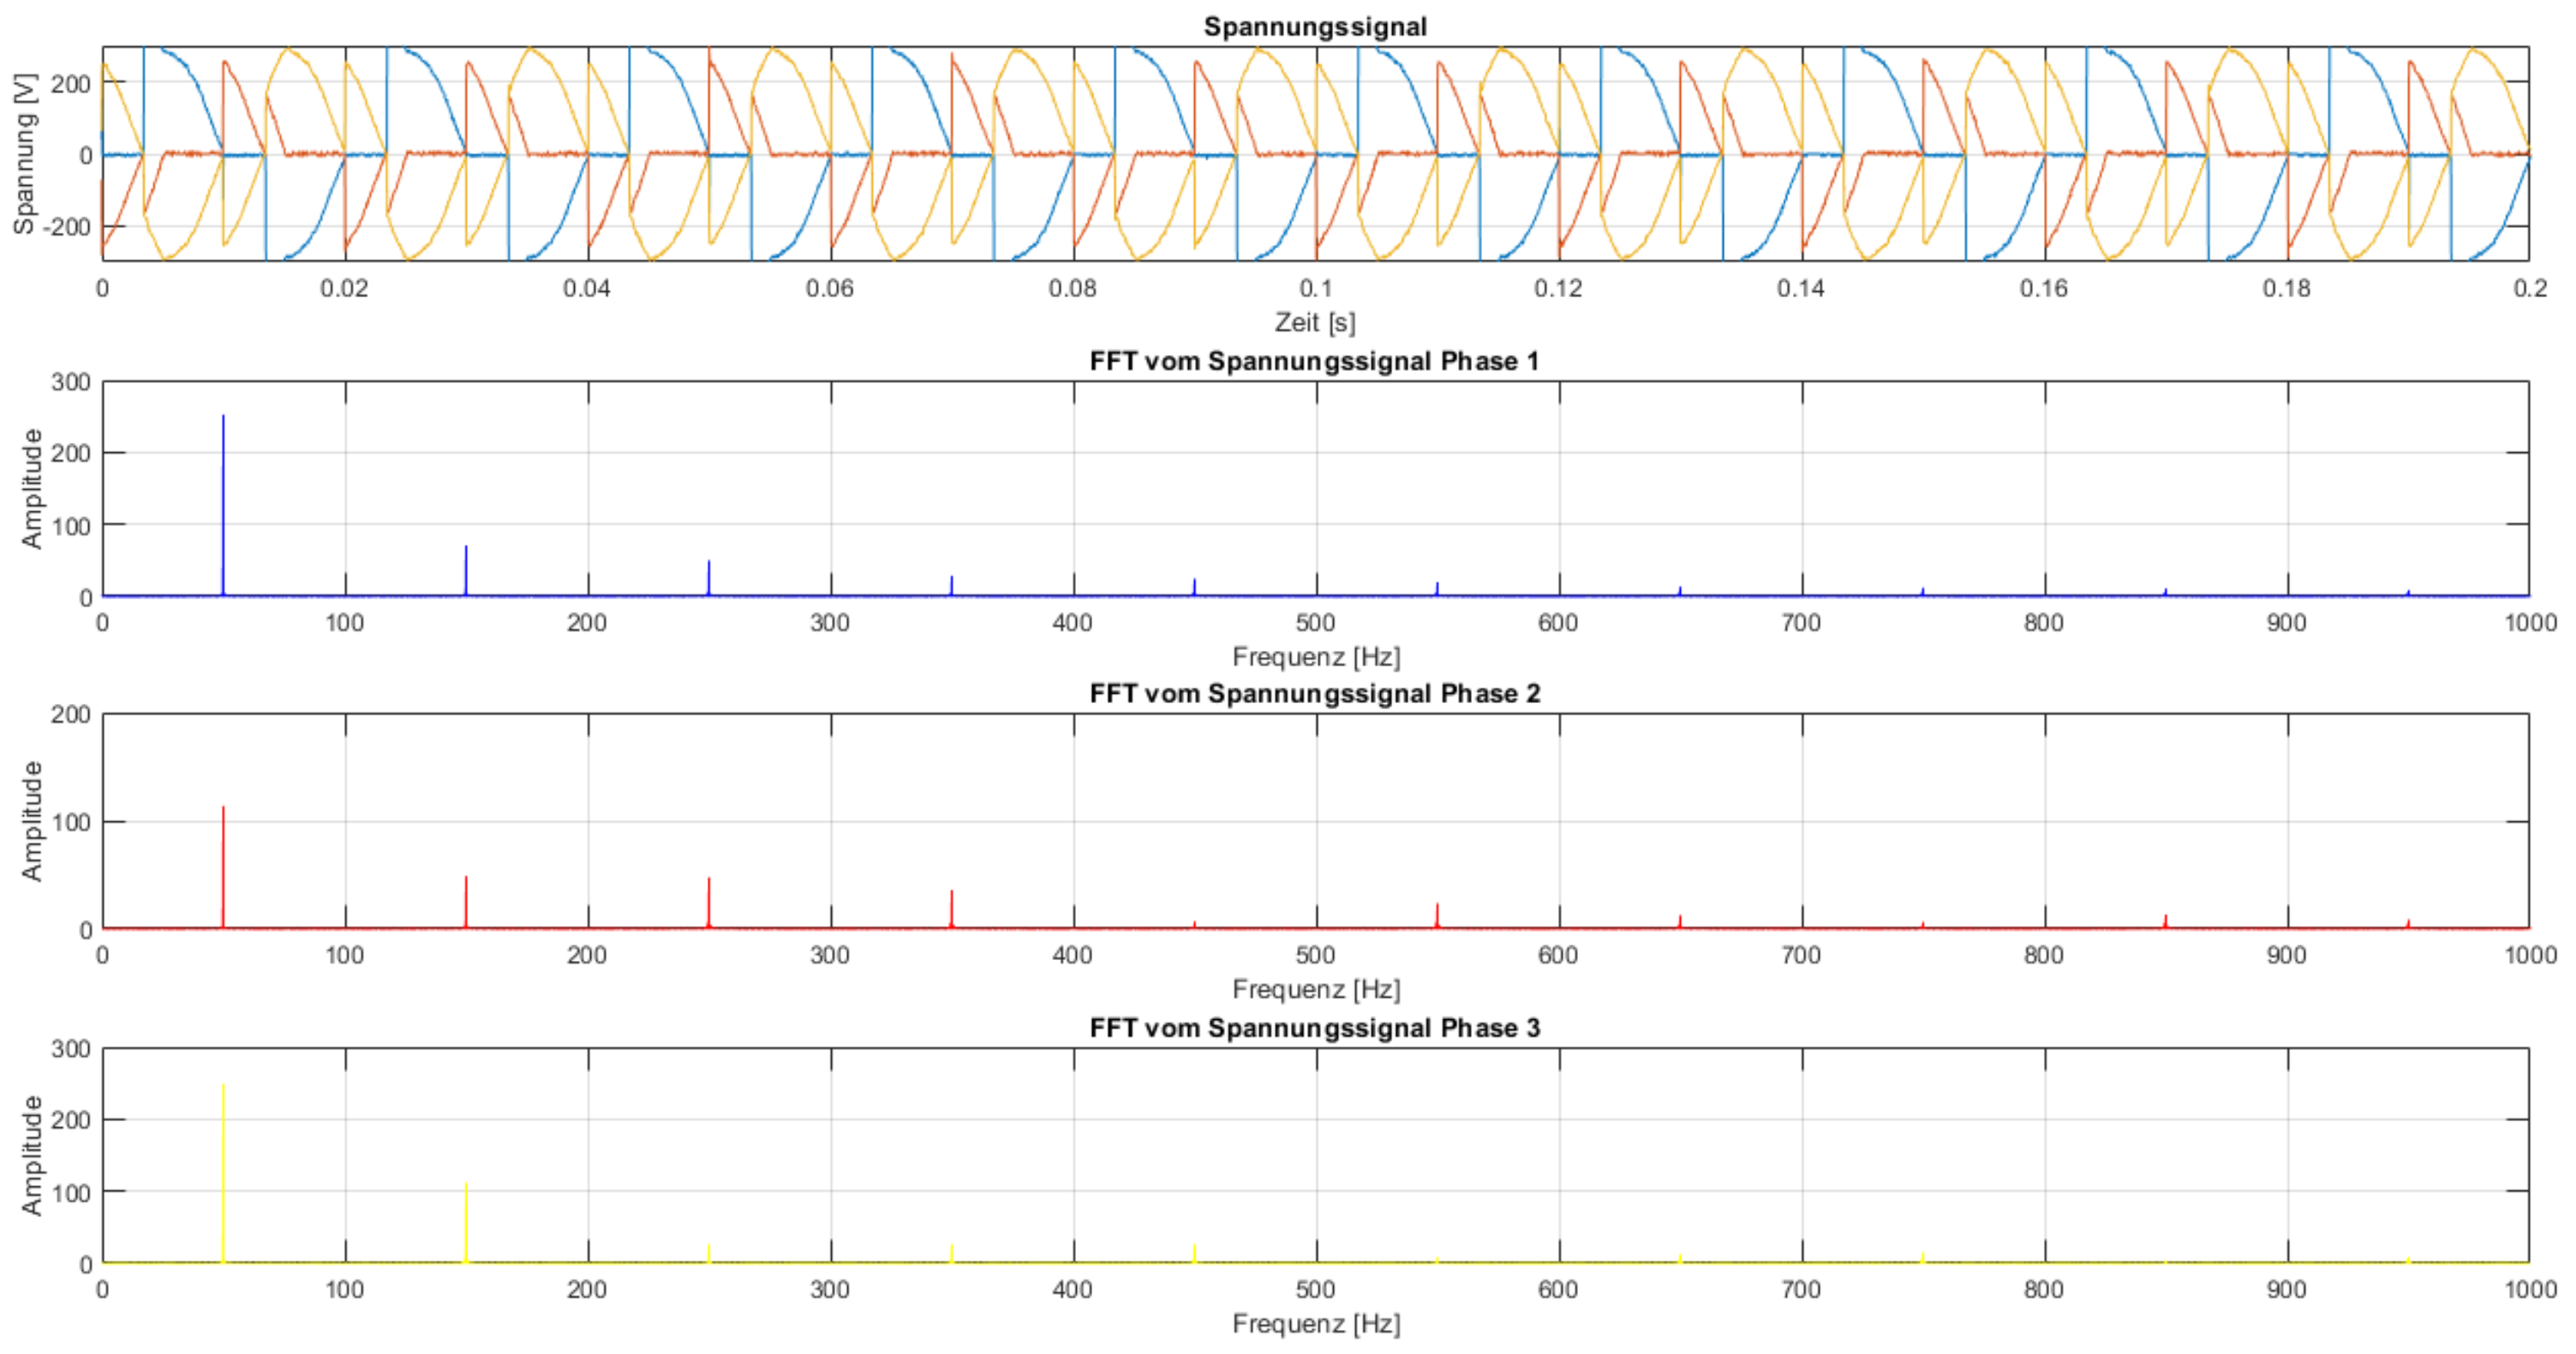 Spannungssignal
Spannung [V]
200
0
-200
0 0.02 0.04 0.06 0.08 0.1 0.12 0.14 0.16 0.18 0.2
Zeit [s]
FFT vom Spannungssignal Phase 1
Amplitude
300
200
100
0
0 100 200 300 400 500 600 700 800 900 1000
Frequenz [Hz]
FFT vom Spannungssignal Phase 2
Amplitude
200
100
0
0 100 200 300 400 500 600 700 800 900 1000
Frequenz [Hz]
FFT vom Spannungssignal Phase 3
Amplitude
300
200
100
0
0 100 200 300 400 500 600 700 800 900 1000
Frequenz [Hz]